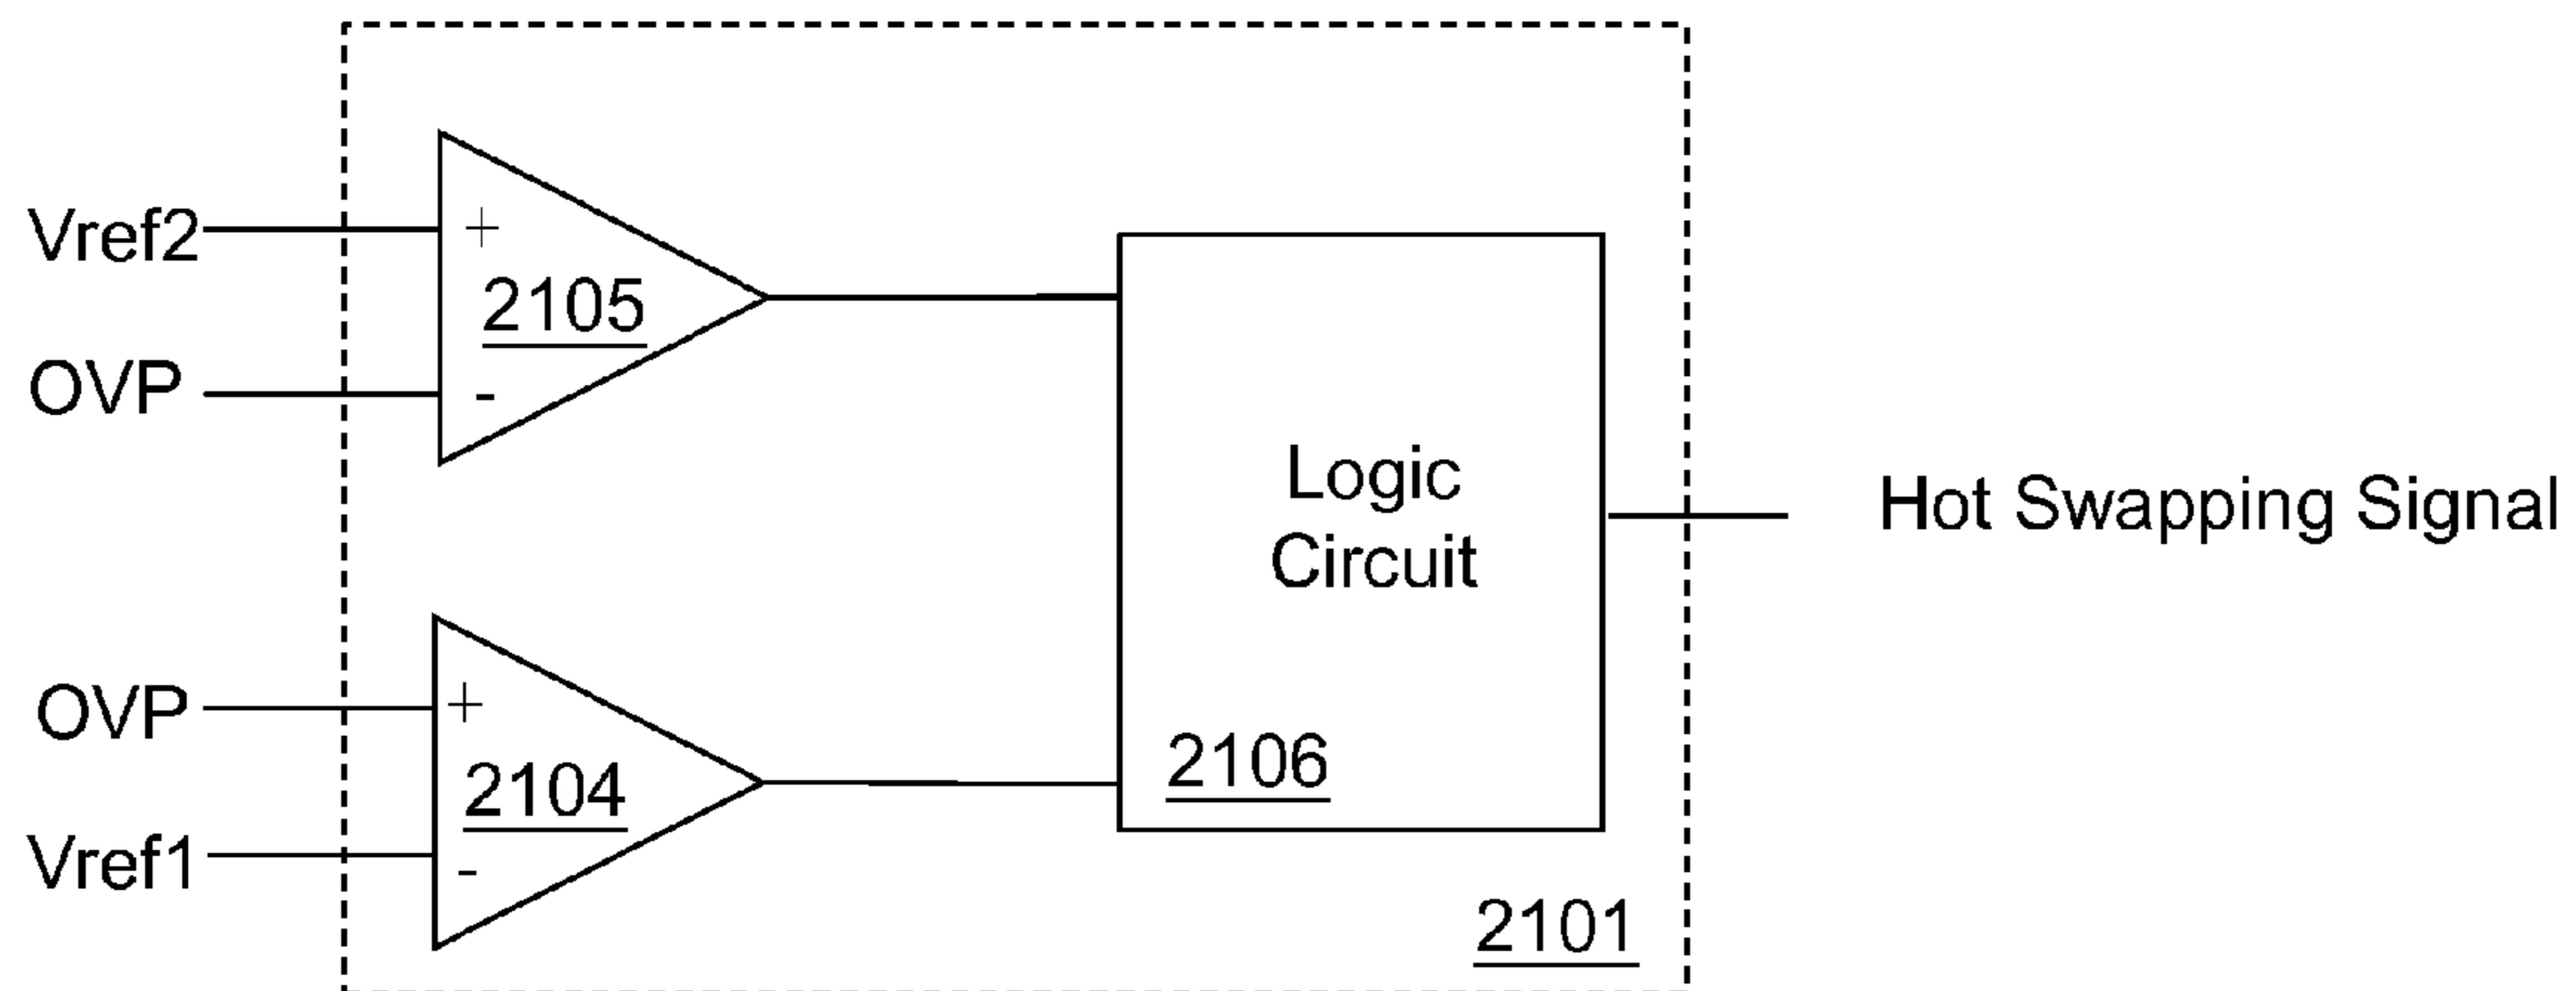 Vref2
+
2105
OVP
-
Logic
Circuit
Hot Swapping Signal
OVP
+
2104
2106
Vref1
-
2101